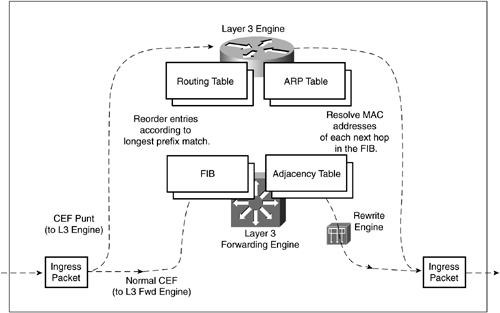 Layer 3 Engine
Routing Table
ARP Table
Reorder entries
according to
longest prefix match.
Resolve MAC
addresses
of each next hop
in the FIB.
FIB
Adjacency Table
CEF Punt
(to L3 Engine)
Layer 3
Forwarding Engine
Rewrite
Engine
Ingress
Packet
Normal CEF
(to L3 Fwd Engine)
Ingress
Packet